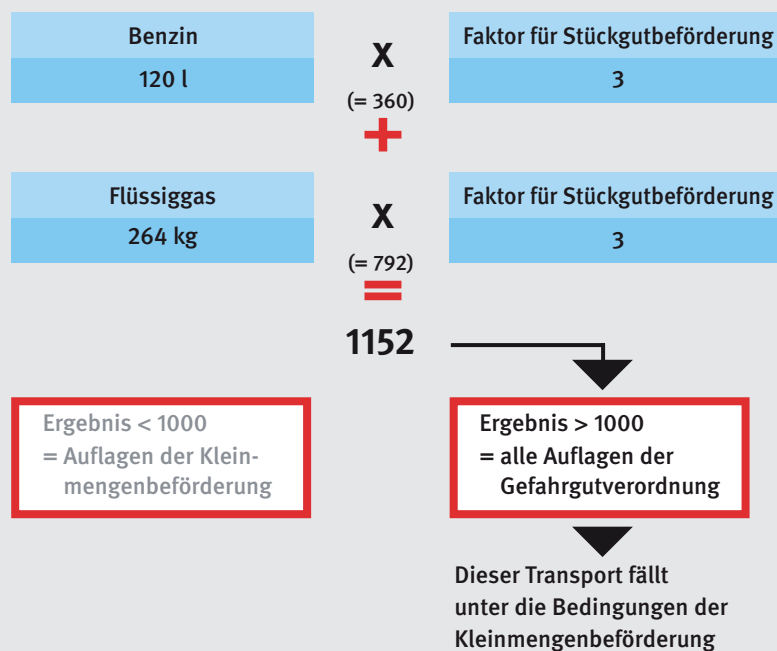 Benzin
120 l
X
Faktor für Stückgutbeförderung
3
(= 360)
+
Flüssiggas
264 kg
X
Faktor für Stückgutbeförderung
3
(= 792)
=
1152
Ergebnis < 1000
= Auflagen der Klein-
mengenbeförderung
Ergebnis > 1000
= alle Auflagen der
Gefahrgutverordnung
Dieser Transport fällt
unter die Bedingungen der
Kleinmengenbeförderung